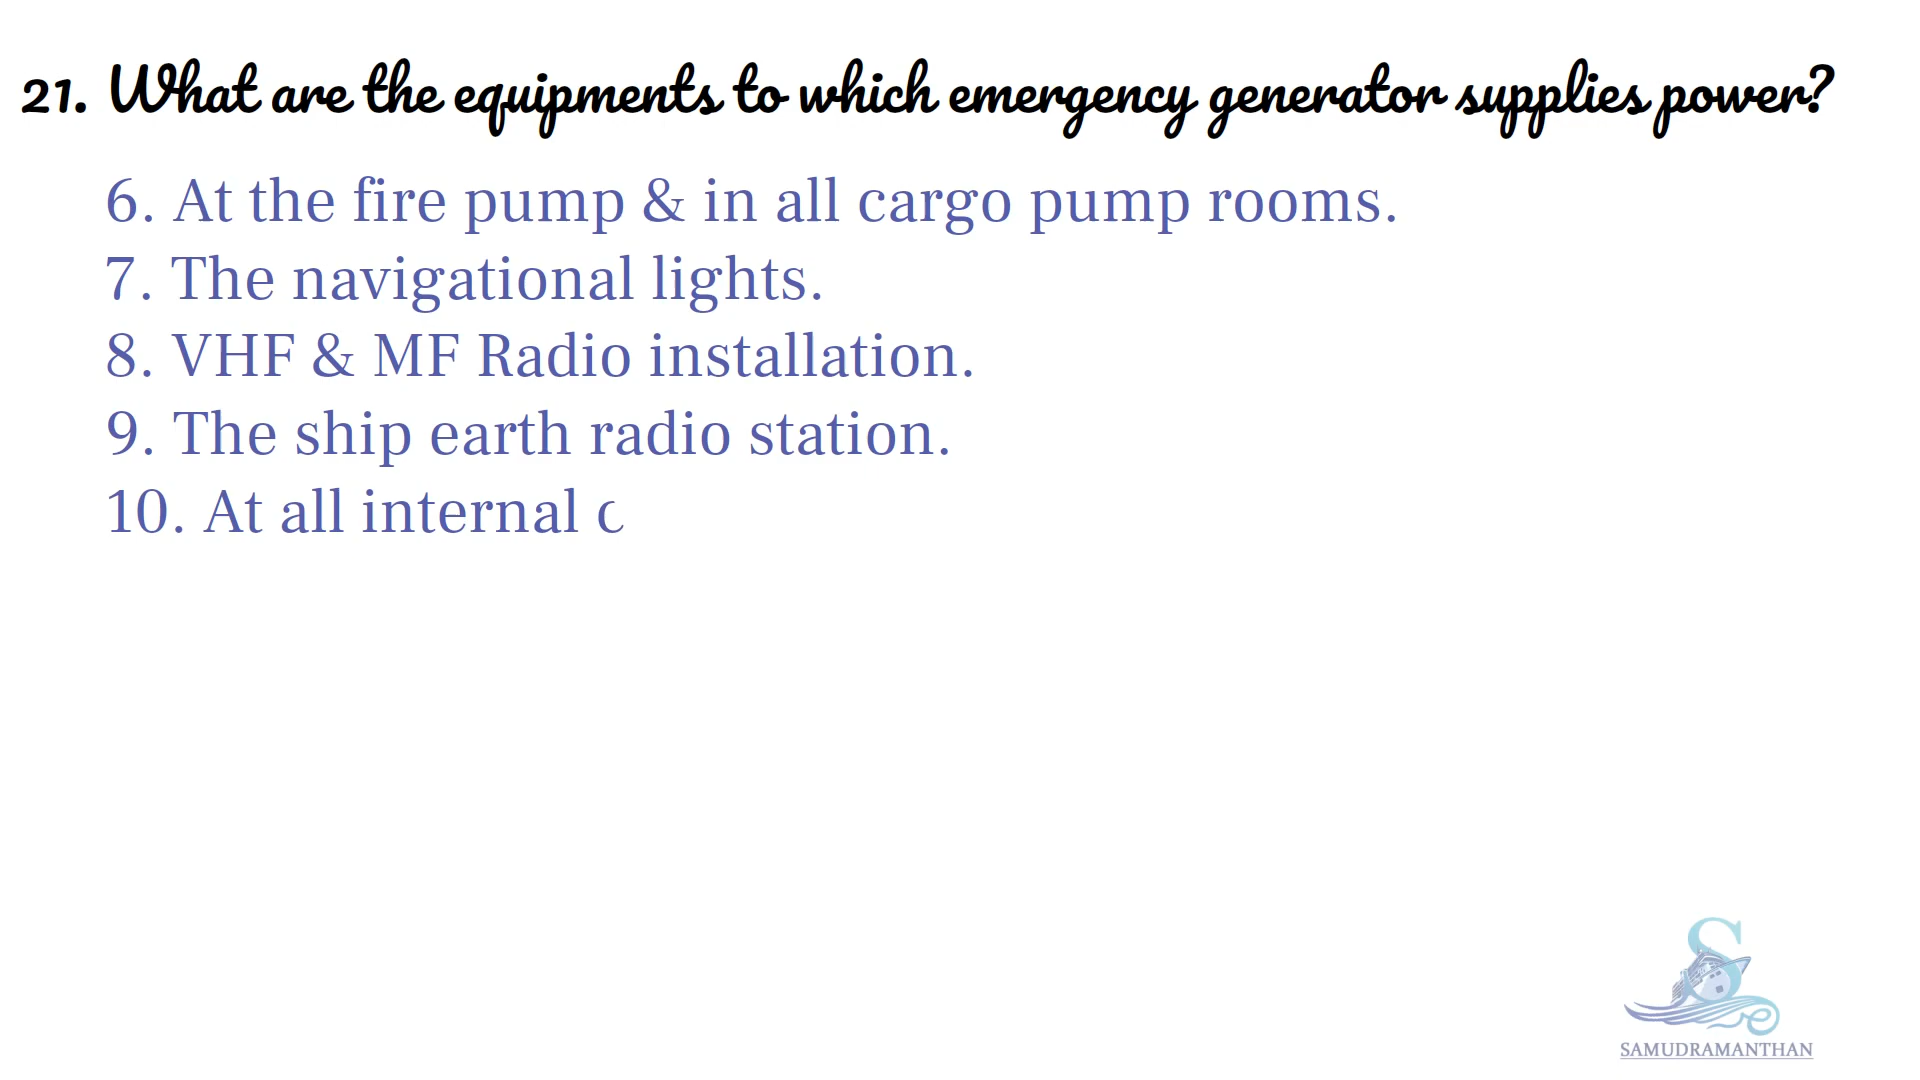 21. What are the equipments to which emergency generator supplies power?
6. At the fire pump & in all cargo pump rooms.
7. The navigational lights.
8. VHF & MF Radio installation.
9. The ship earth radio station.
10. At all internal c
S
SAMUDRAMANTHAN